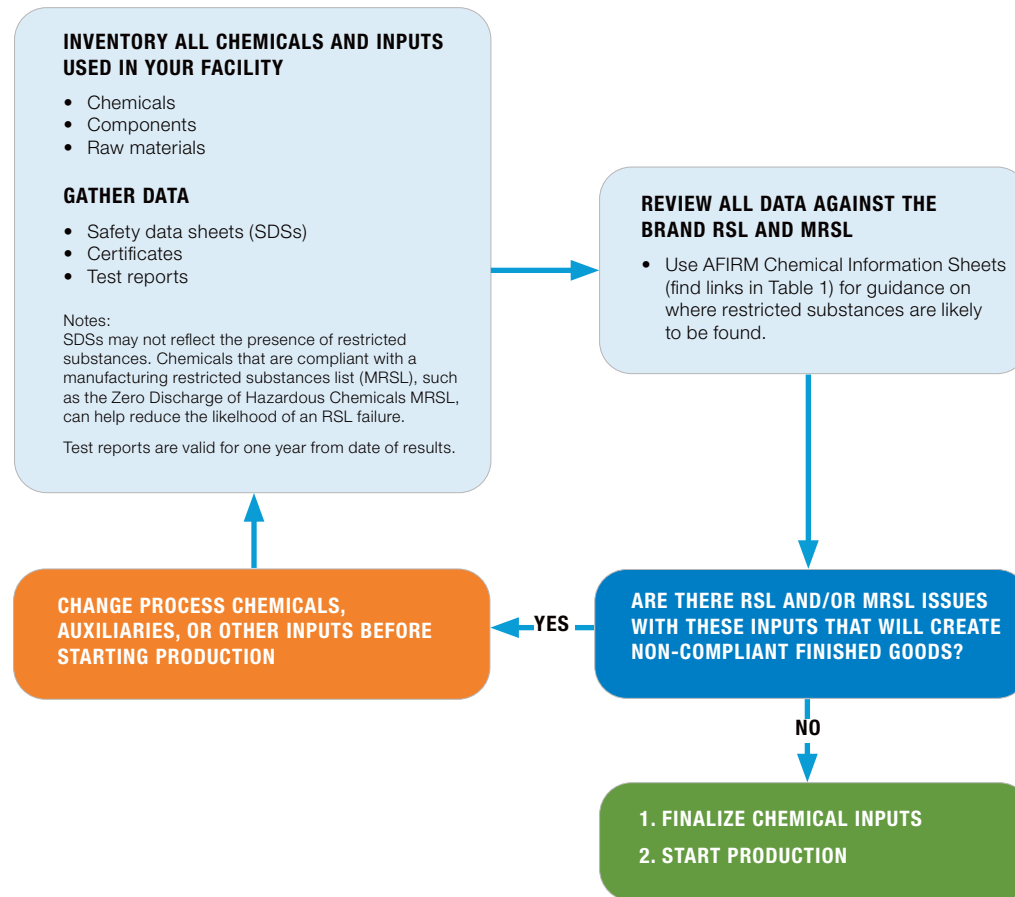 INVENTORY ALL CHEMICALS AND INPUTS
USED IN YOUR FACILITY
• Chemicals
• Components
• Raw materials
GATHER DATA
• Safety data sheets (SDSs)
• Certificates
• Test reports
Notes:
SDSs may not reflect the presence of restricted
substances. Chemicals that are compliant with a
manufacturing restricted substances list (MRSL), such
as the Zero Discharge of Hazardous Chemicals MRSL,
can help reduce the likelhood of an RSL failure.
Test reports are valid for one year from date of results.
REVIEW ALL DATA AGAINST THE
BRAND RSL AND MRSL
• Use AFIRM Chemical Information Sheets
(find links in Table 1) for guidance on
where restricted substances are likely
to be found.
ARE THERE RSL AND/OR MRSL ISSUES
WITH THESE INPUTS THAT WILL CREATE
NON-COMPLIANT FINISHED GOODS?
YES
CHANGE PROCESS CHEMICALS,
AUXILIARIES, OR OTHER INPUTS BEFORE
STARTING PRODUCTION
NO
1. FINALIZE CHEMICAL INPUTS
2. START PRODUCTION